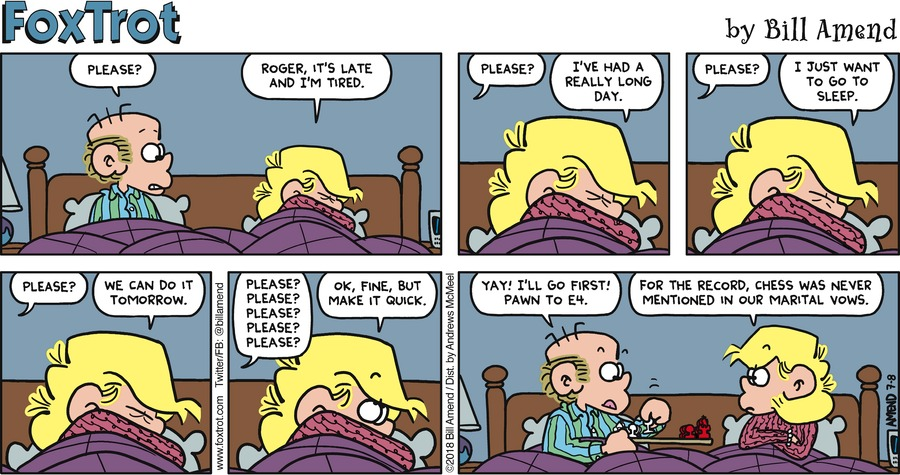 FoxTrot
by Bill Amend
PLEASE?
ROGER, IT'S LATE
AND I'M TIRED.
PLEASE?
I'VE HAD A
REALLY LONG
DAY.
PLEASE?
I JUST WANT
TO GO TO
SLEEP.
PLEASE?
WE CAN DO IT
TOMORROW.
www.foxtrot.com Twitter/FB: @billamend
PLEASE?
PLEASE?
PLEASE?
PLEASE?
PLEASE?
OK, FINE, BUT
MAKE IT QUICK.
©2018 Bill Amend / Dist. by Andrews McMeel
YAY! I'LL GO FIRST!
PAWN TO E4.
FOR THE RECORD, CHESS WAS NEVER
MENTIONED IN OUR MARITAL VOWS.
AMEND 7-8